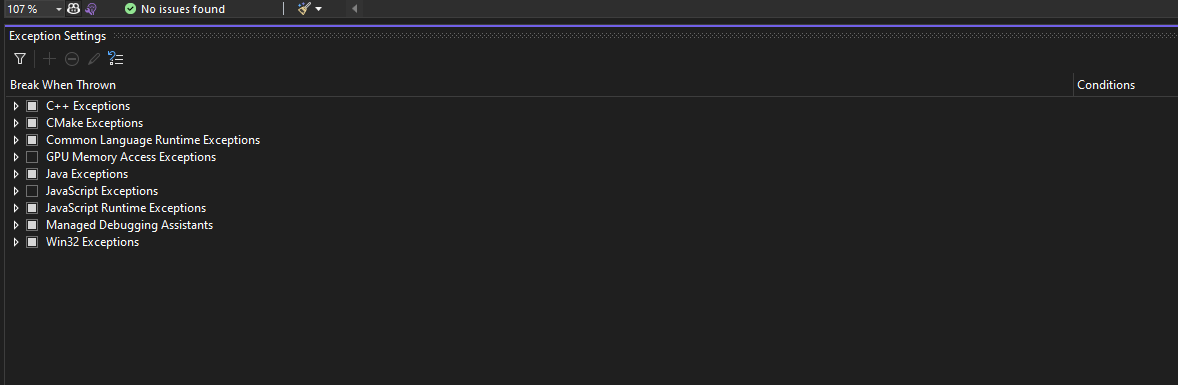 107 % No issues found
Exception Settings
Break When Thrown Conditions
C++ Exceptions
CMake Exceptions
Common Language Runtime Exceptions
GPU Memory Access Exceptions
Java Exceptions
JavaScript Exceptions
JavaScript Runtime Exceptions
Managed Debugging Assistants
Win32 Exceptions